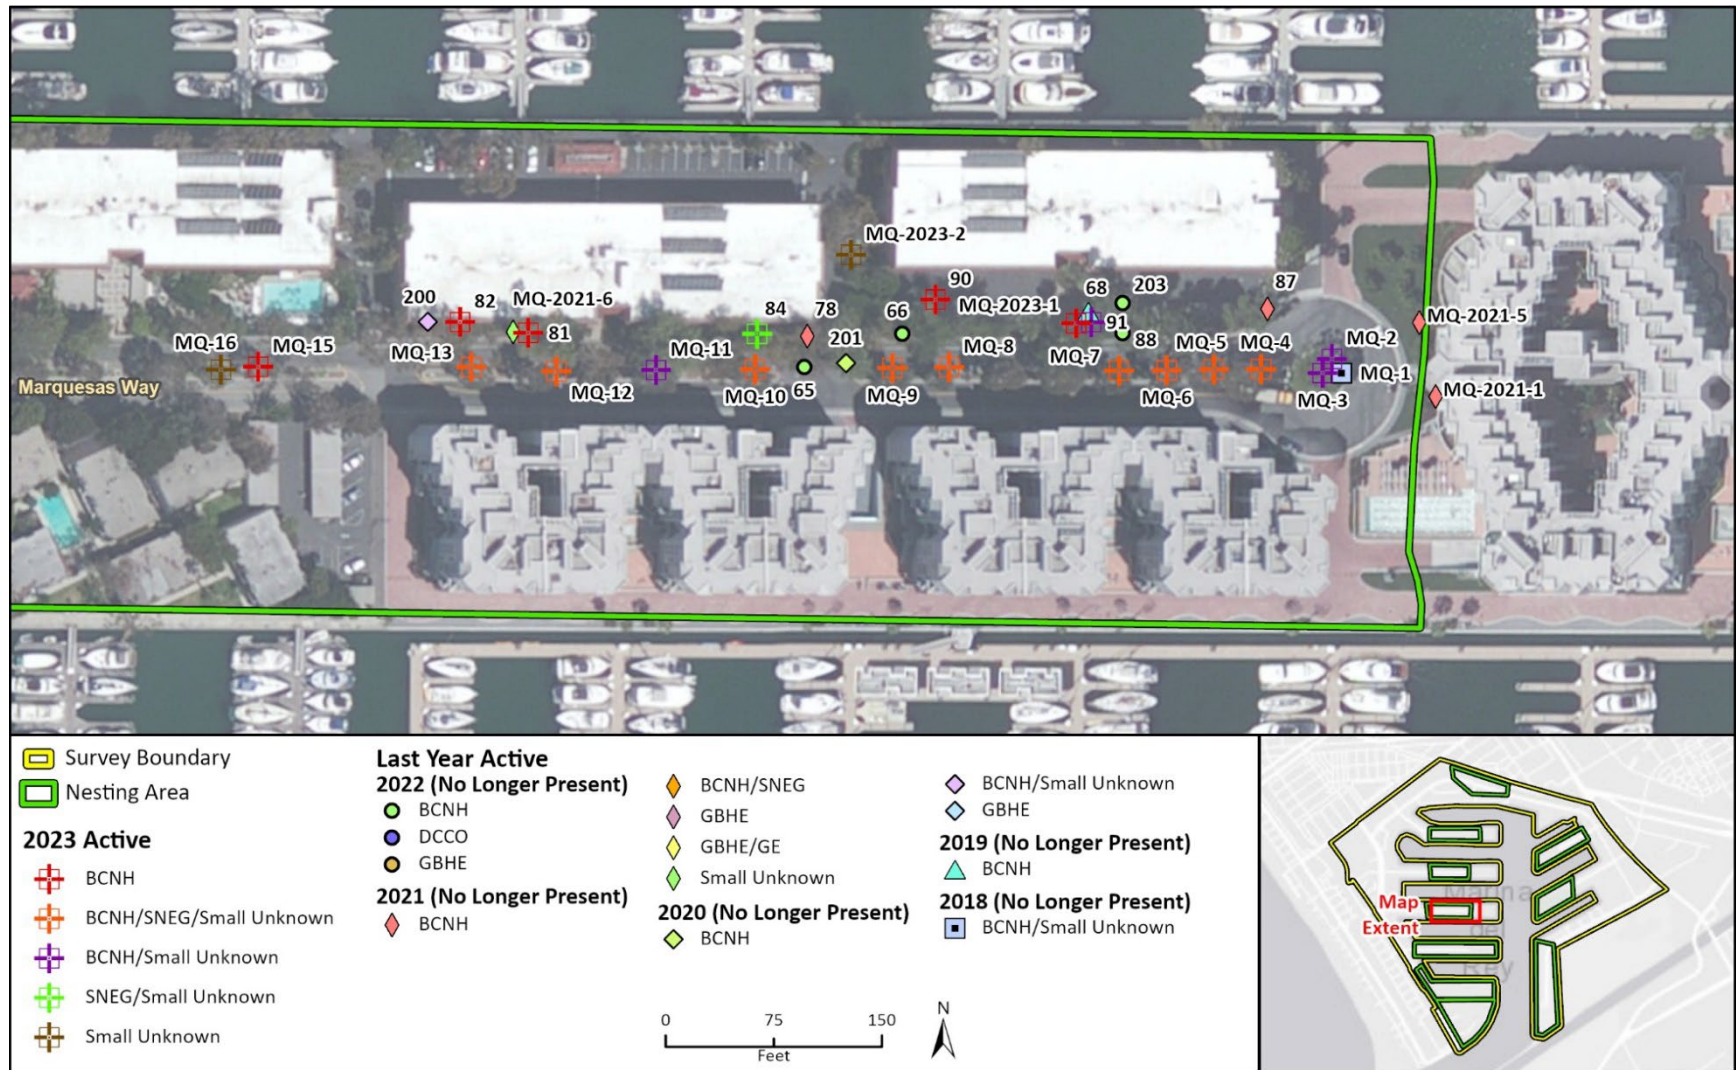 MQ-2023-2
90
MQ-2023-1
68
203
87
200
82
MQ-2021-6
81
84
78
66
201
91
88
MQ-2021-5
MQ-16
MQ-15
MQ-13
MQ-12
MQ-11
MQ-10
65
MQ-9
MQ-8
MQ-7
MQ-6
MQ-5
MQ-4
MQ-2
MQ-1
MQ-3
MQ-2021-1
Marquesas Way
Survey Boundary
Nesting Area
2023 Active
BCNH
BCNH/SNEG/Small Unknown
BCNH/Small Unknown
SNEG/Small Unknown
Small Unknown
Last Year Active
2022 (No Longer Present)
BCNH
DCCO
GBHE
2021 (No Longer Present)
BCNH
BCNH/SNEG
GBHE
GBHE/GE
Small Unknown
2020 (No Longer Present)
BCNH
BCNH/Small Unknown
GBHE
2019 (No Longer Present)
BCNH
2018 (No Longer Present)
BCNH/Small Unknown
0 75 150
Feet
N
Map
Extent
Marina
del
Rey